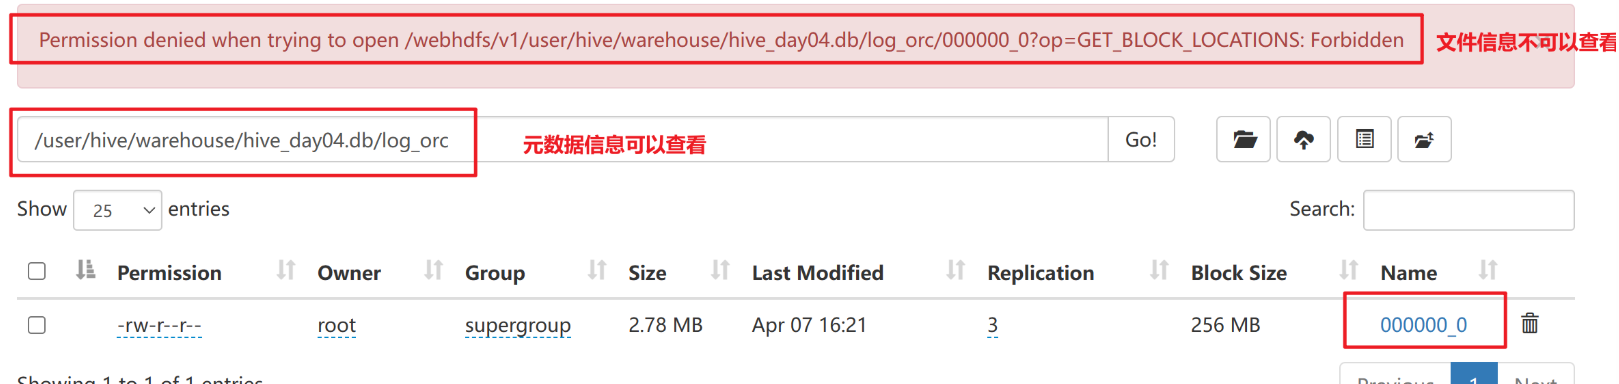 Permission denied when trying to open /webhdfs/v1/user/hive/warehouse/hive_day04.db/log_orc/000000_0?op=GET_BLOCK_LOCATIONS: Forbidden
文件信息不可以查看
/user/hive/warehouse/hive_day04.db/log_orc
元数据信息可以查看
Go!
Show 25 entries
Search:
Permission Owner Group Size Last Modified Replication Block Size Name
-rw-r--r-- root supergroup 2.78 MB Apr 07 16:21 3 256 MB 000000_0
Showing 1 to 1 of 1 entries
Previous 1 Next